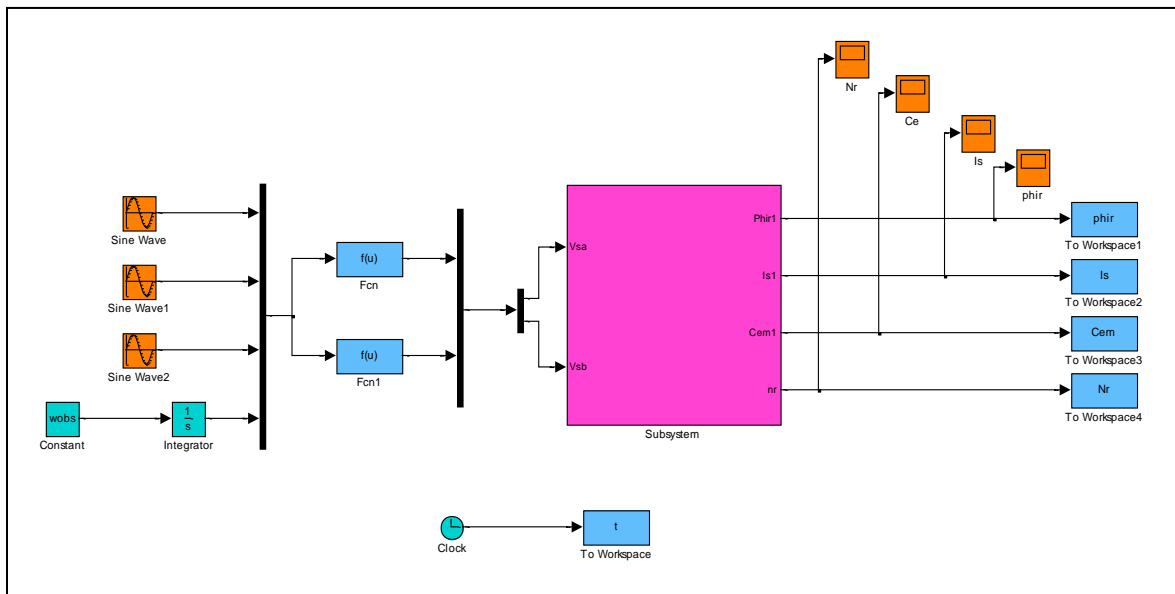 Nr
Ce
Is
phir
Sine Wave
Sine Wave1
Sine Wave2
wobs
Constant
1
s
Integrator
f(u)
Fcn
f(u)
Fcn1
Vsa
Vsb
Phir1
Is1
Cem1
nr
Subsystem
phir
To Workspace1
Is
To Workspace2
Cem
To Workspace3
Nr
To Workspace4
Clock
t
To Workspace